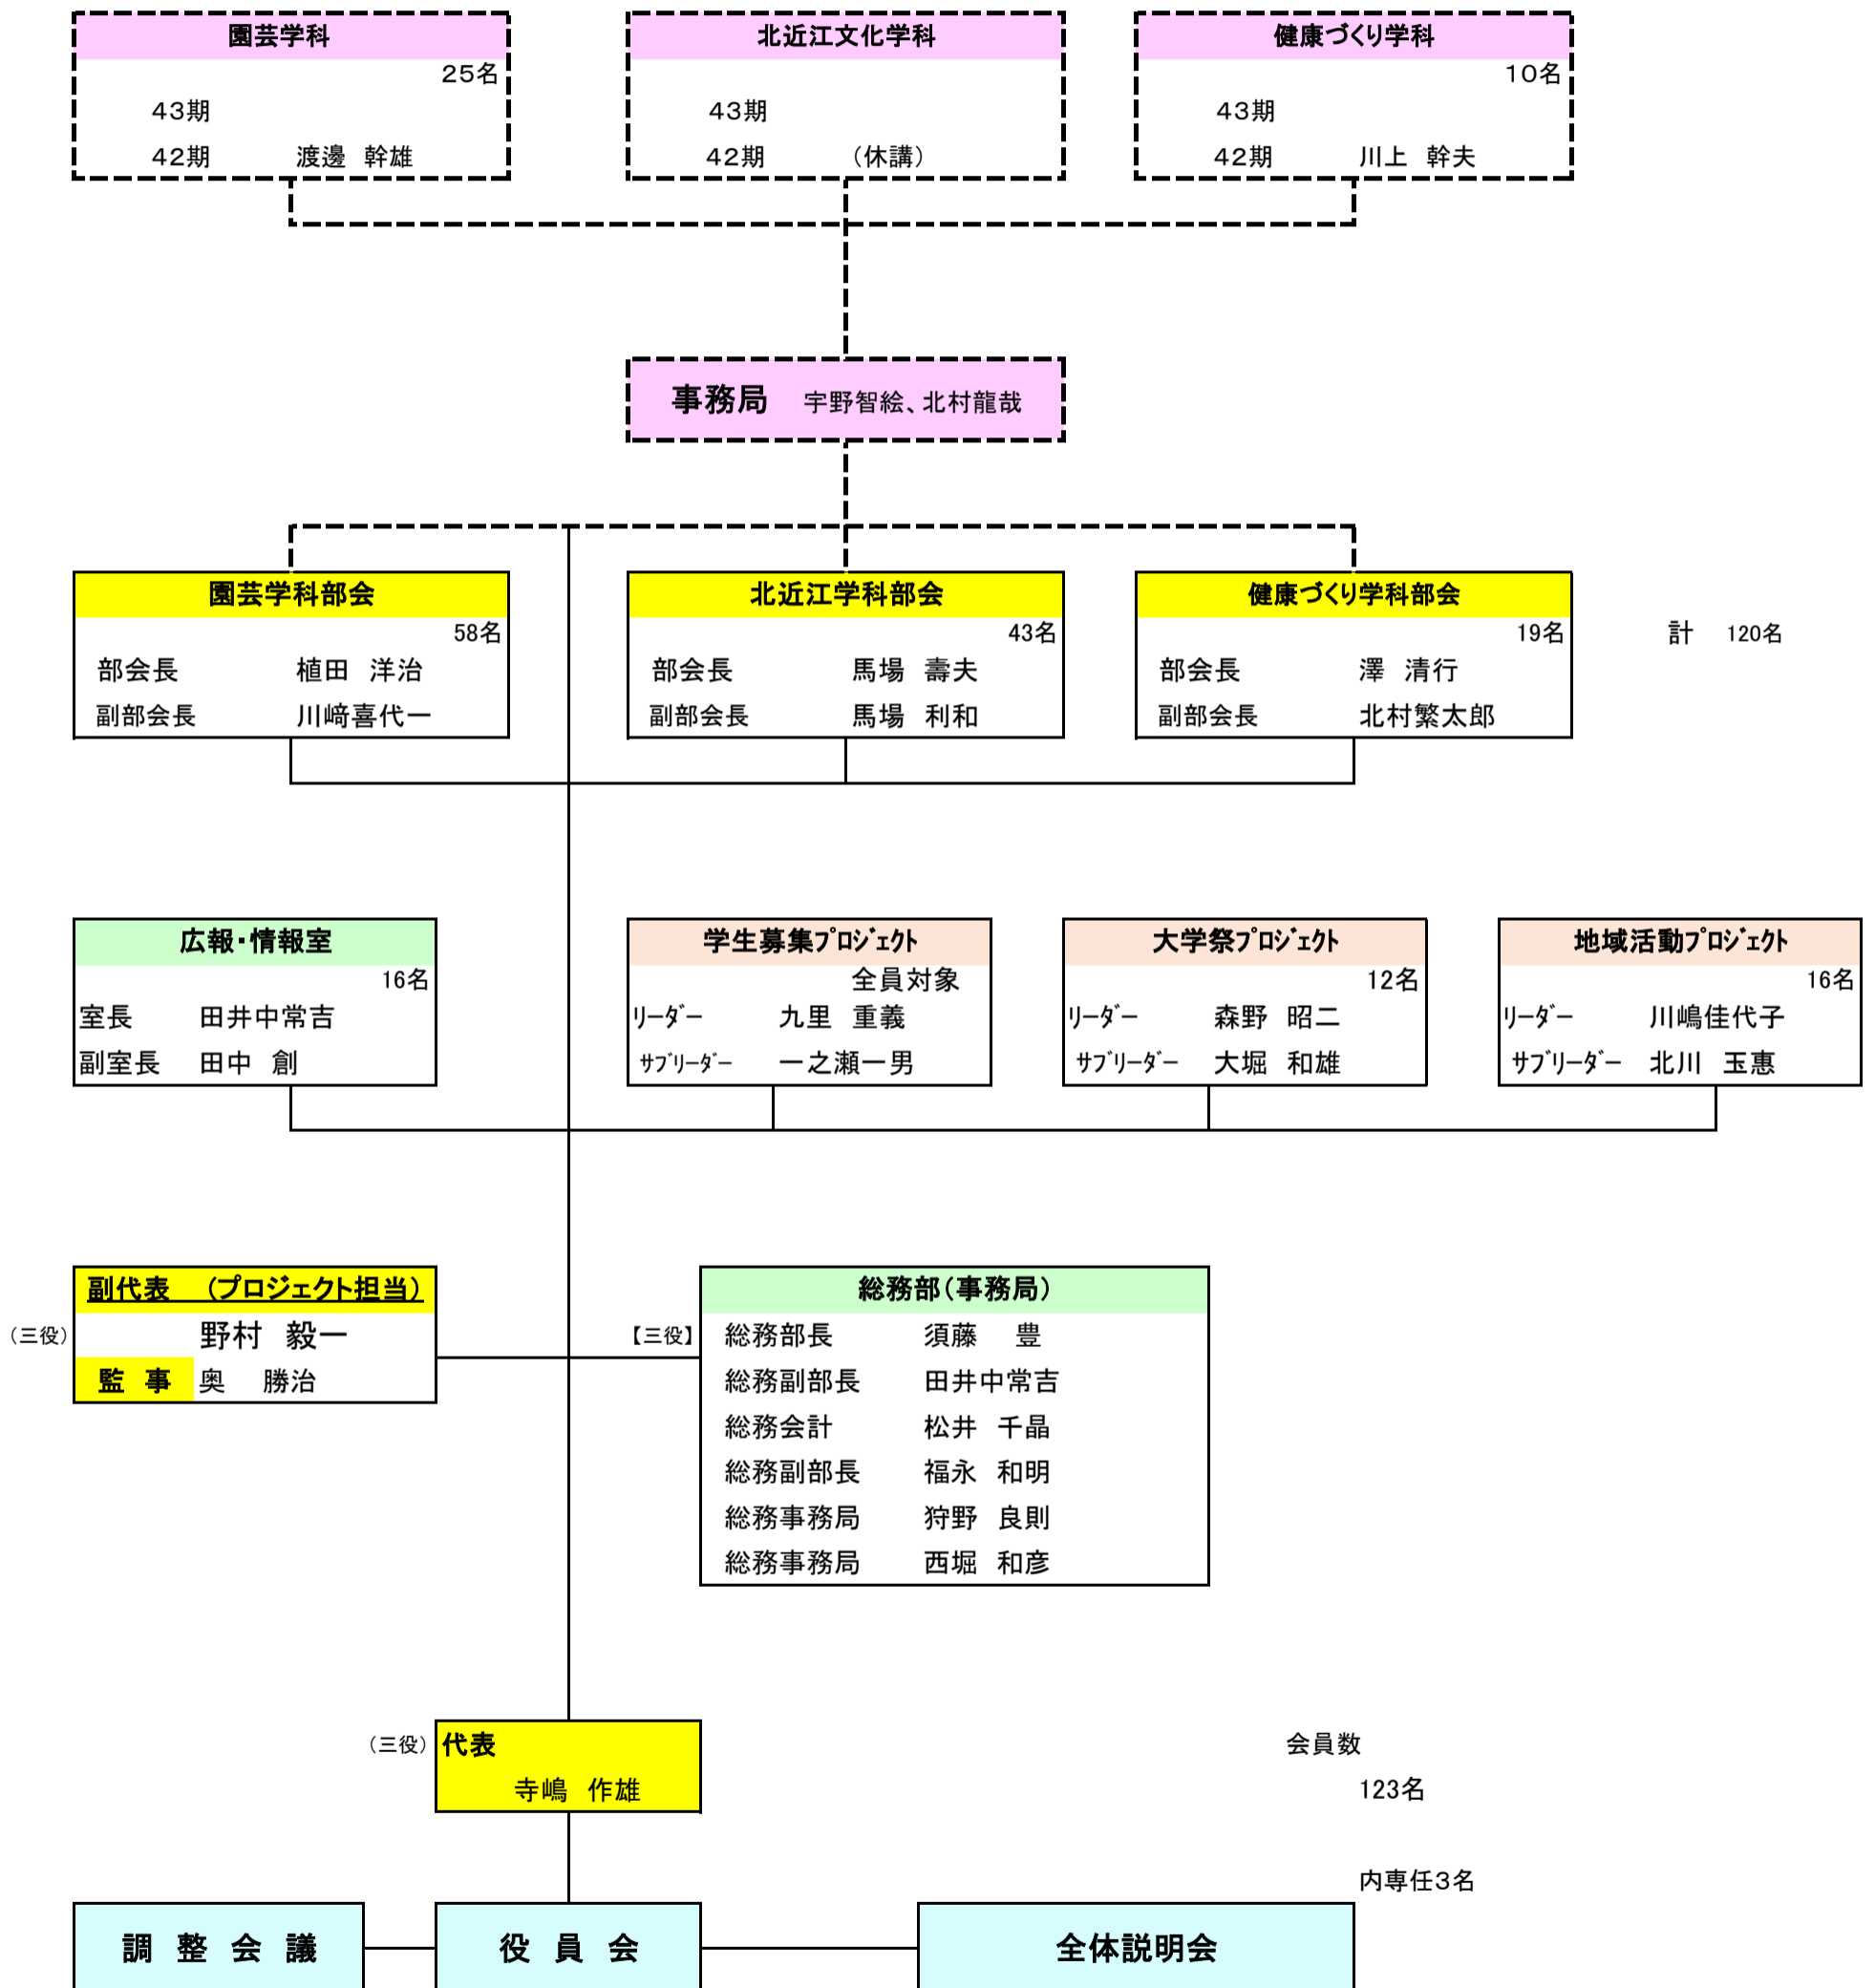 園芸学科
25名
43期
42期 渡邊 幹雄
北近江文化学科
43期
42期 （休講）
健康づくり学科
10名
43期
42期 川上 幹夫
事務局 宇野智絵、北村龍哉
園芸学科部会
58名
部会長 植田 洋治
副部会長 川﨑喜代一
北近江学科部会
43名
部会長 馬場 壽夫
副部会長 馬場 利和
健康づくり学科部会
19名
部会長 澤 清行
副部会長 北村繁太郎
計 120名
広報・情報室
16名
室長 田井中常吉
副室長 田中 創
学生募集ﾌﾟﾛｼﾞｪｸﾄ
全員対象
ﾘｰﾀﾞｰ 九里 重義
ｻﾌﾞﾘｰﾀﾞｰ 一之瀬一男
大学祭ﾌﾟﾛｼﾞｪｸﾄ
12名
ﾘｰﾀﾞｰ 森野 昭二
ｻﾌﾞﾘｰﾀﾞｰ 大堀 和雄
地域活動ﾌﾟﾛｼﾞｪｸﾄ
16名
ﾘｰﾀﾞｰ 川嶋佳代子
ｻﾌﾞﾘｰﾀﾞｰ 北川 玉惠
副代表 （プロジェクト担当）
（三役） 野村 毅一
監 事 奥 勝治
総務部（事務局）
【三役】 総務部長 須藤 豊
総務副部長 田井中常吉
総務会計 松井 千晶
総務副部長 福永 和明
総務事務局 狩野 良則
総務事務局 西堀 和彦
（三役） 代表
寺嶋 作雄
会員数
123名
内専任3名
調 整 会 議
役 員 会
全体説明会